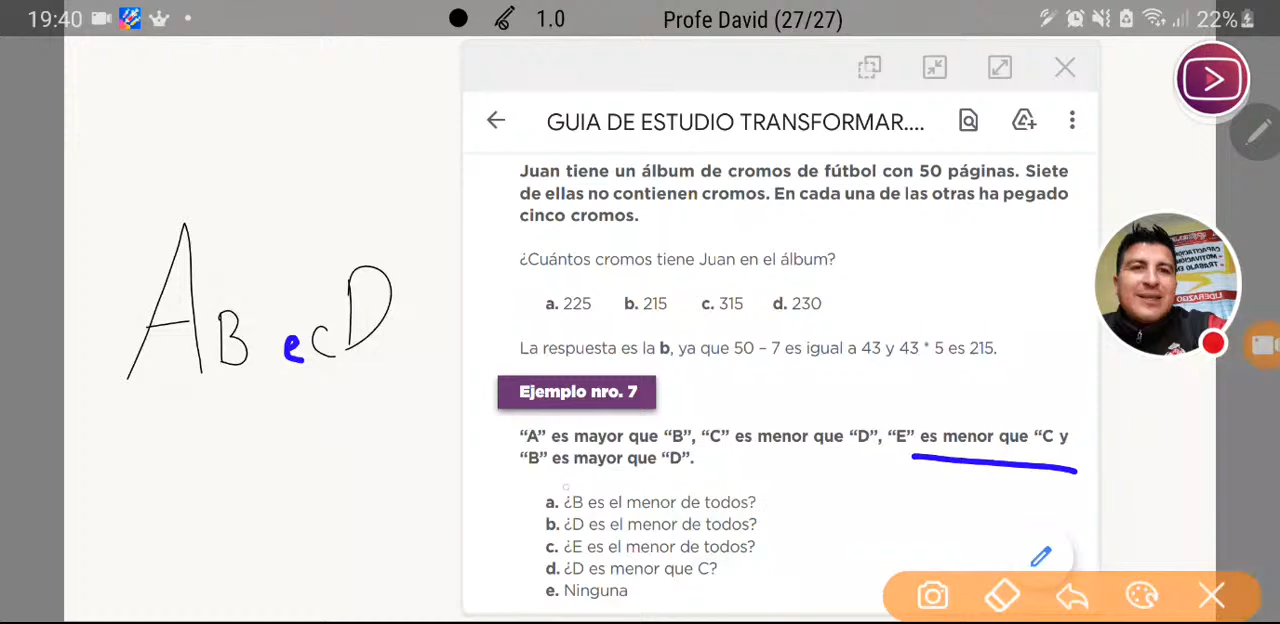 19:40
1.0
Profe David (27/27)
22%
GUIA DE ESTUDIO TRANSFORMAR....
Juan tiene un álbum de cromos de fútbol con 50 páginas. Siete
de ellas no contienen cromos. En cada una de las otras ha pegado
cinco cromos.
¿Cuántos cromos tiene Juan en el álbum?
a. 225 b. 215 c. 315 d. 230
La respuesta es la b, ya que 50 – 7 es igual a 43 y 43 * 5 es 215.
Ejemplo nro. 7
“A” es mayor que “B”, “C” es menor que “D”, “E” es menor que “C y
“B” es mayor que “D”.
a. ¿B es el menor de todos?
b. ¿D es el menor de todos?
c. ¿E es el menor de todos?
d. ¿D es menor que C?
e. Ninguna
A B e C D
CAPACITACIÓN
- MOTIVACIÓN
- TRABAJO EN
LIDERAZGO